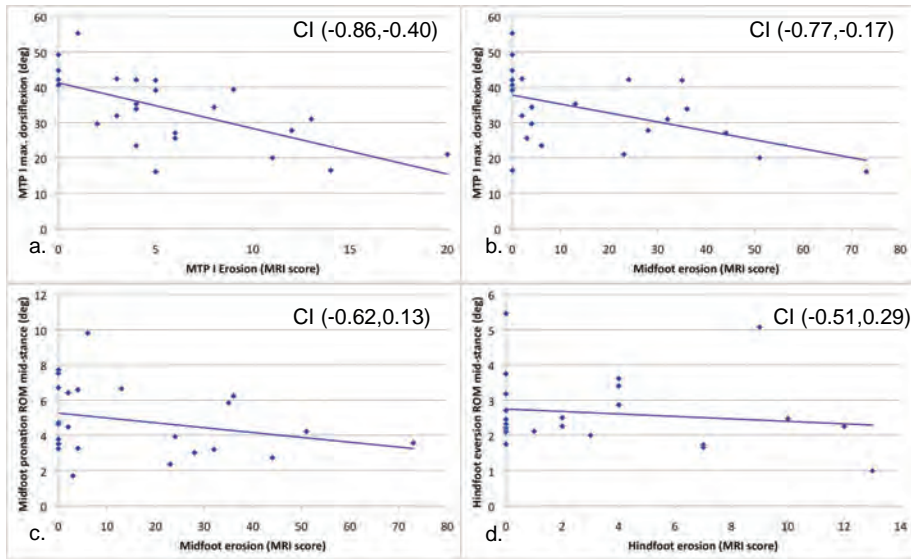 CI (-0.86,-0.40)
MTP I max. dorsiflexion (deg)
60
50
40
30
20
10
0
0 5 10 15 20
a.
MTP I Erosion (MRI score)
CI (-0.77,-0.17)
MTP I max. dorsiflexion (deg)
60
50
40
30
20
10
0
0 10 20 30 40 50 60 70 80
b.
Midfoot erosion (MRI score)
CI (-0.62,0.13)
Midfoot pronation ROM mid-stance (deg)
12
10
8
6
4
2
0
0 10 20 30 40 50 60 70 80
c.
Midfoot erosion (MRI score)
CI (-0.51,0.29)
Hindfoot eversion ROM mid-stance (deg)
6
5
4
3
2
1
0
0 2 4 6 8 10 12 14
d.
Hindfoot erosion (MRI score)